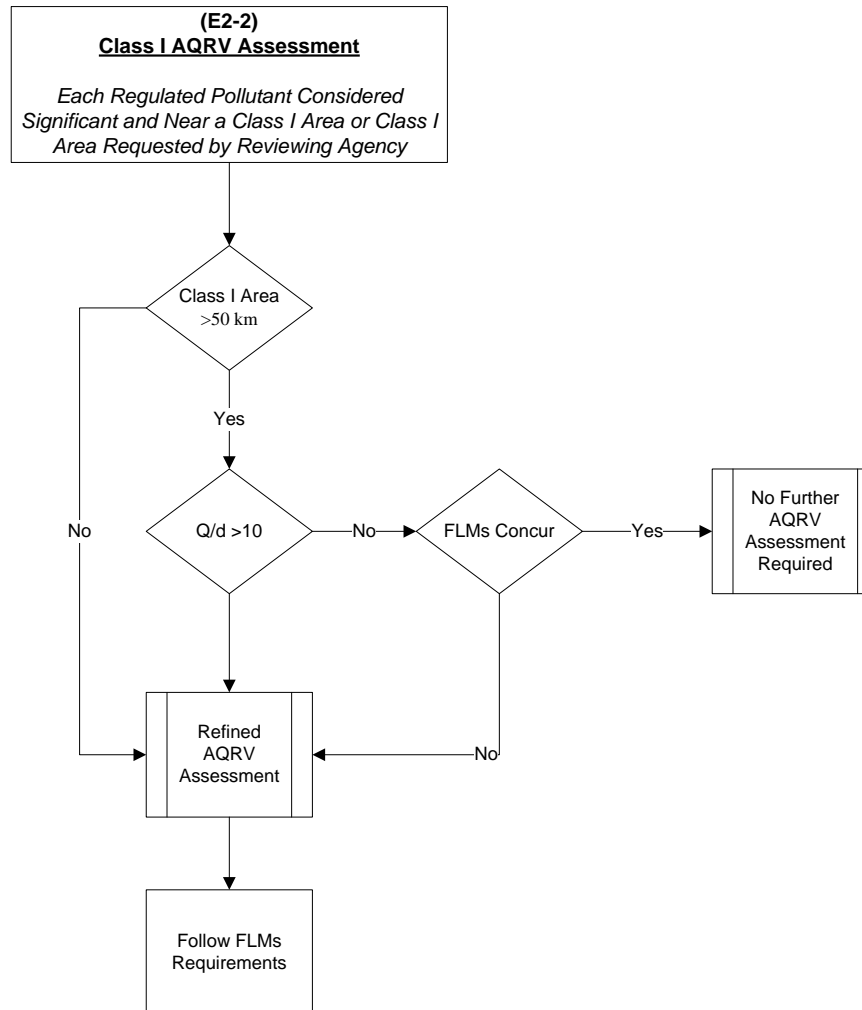 (E2-2)
Class I AQRV Assessment
Each Regulated Pollutant Considered
Significant and Near a Class I Area or Class I
Area Requested by Reviewing Agency
Class I Area
>50 km
Yes
No
Q/d >10
No
FLMs Concur
Yes
No Further
AQRV
Assessment
Required
Refined
AQRV
Assessment
No
Follow FLMs
Requirements